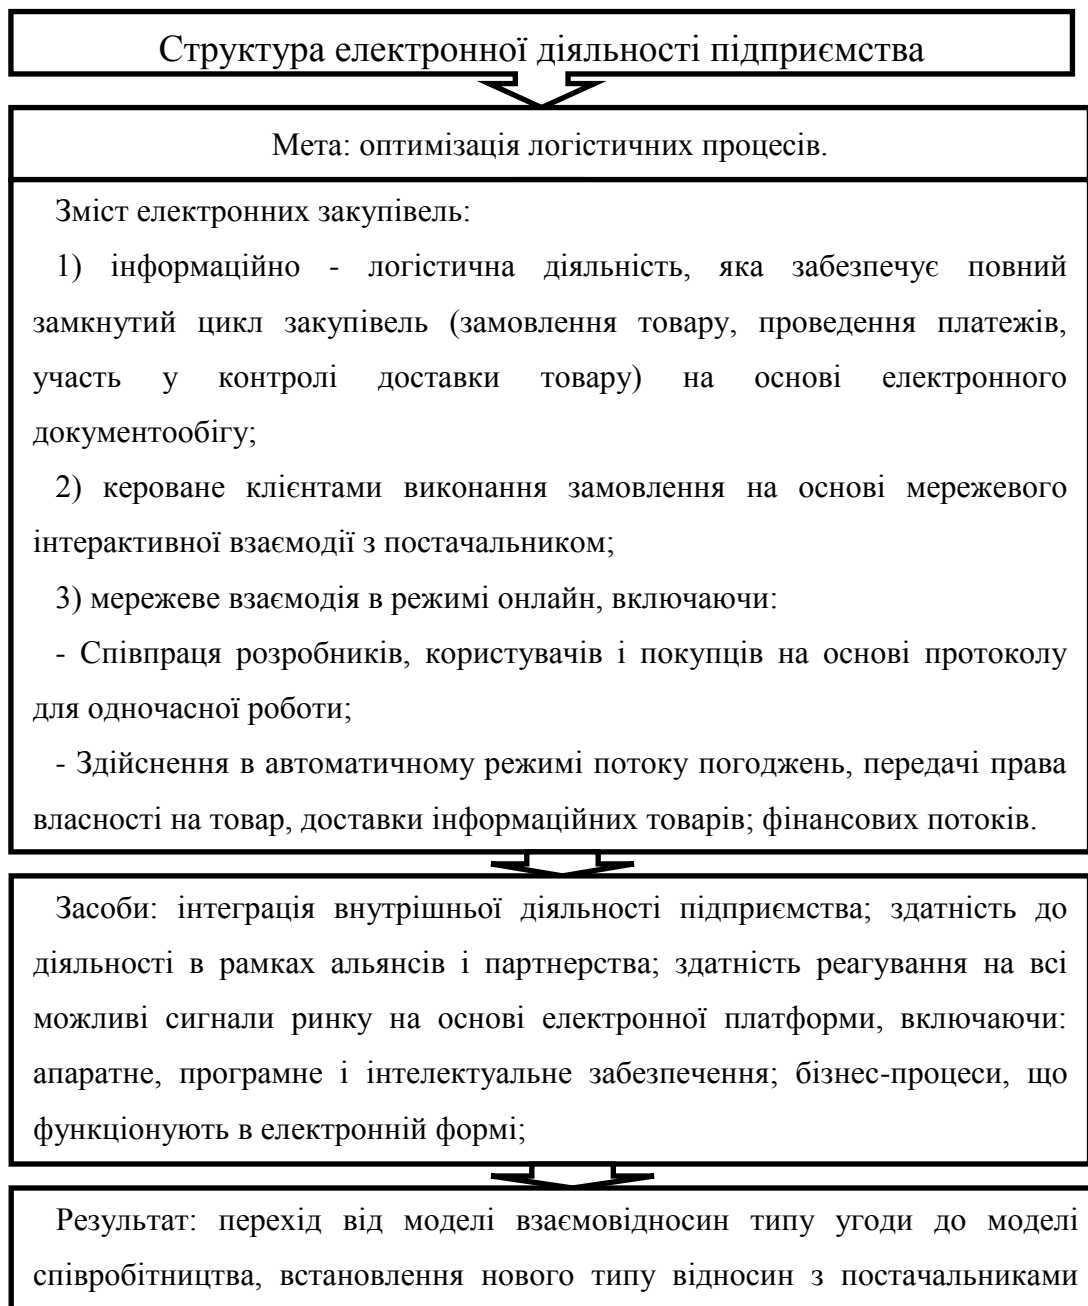 Структура електронної діяльності підприємства
Мета: оптимізація логістичних процесів.
Зміст електронних закупівель:
1) інформаційно - логістична діяльність, яка забезпечує повний
замкнутий цикл закупівель (замовлення товару, проведення платежів,
участь у контролі доставки товару) на основі електронного
документообігу;
2) кероване клієнтами виконання замовлення на основі мережевого
інтерактивної взаємодії з постачальником;
3) мережеве взаємодія в режимі онлайн, включаючи:
- Співпраця розробників, користувачів і покупців на основі протоколу
для одночасної роботи;
- Здійснення в автоматичному режимі потоку погоджень, передачі права
власності на товар, доставки інформаційних товарів; фінансових потоків.
Засоби: інтеграція внутрішньої діяльності підприємства; здатність до
діяльності в рамках альянсів і партнерства; здатність реагування на всі
можливі сигнали ринку на основі електронної платформи, включаючи:
апаратне, програмне і інтелектуальне забезпечення; бізнес-процеси, що
функціонують в електронній формі;
Результат: перехід від моделі взаємовідносин типу угоди до моделі
співробітництва, встановлення нового типу відносин з постачальниками